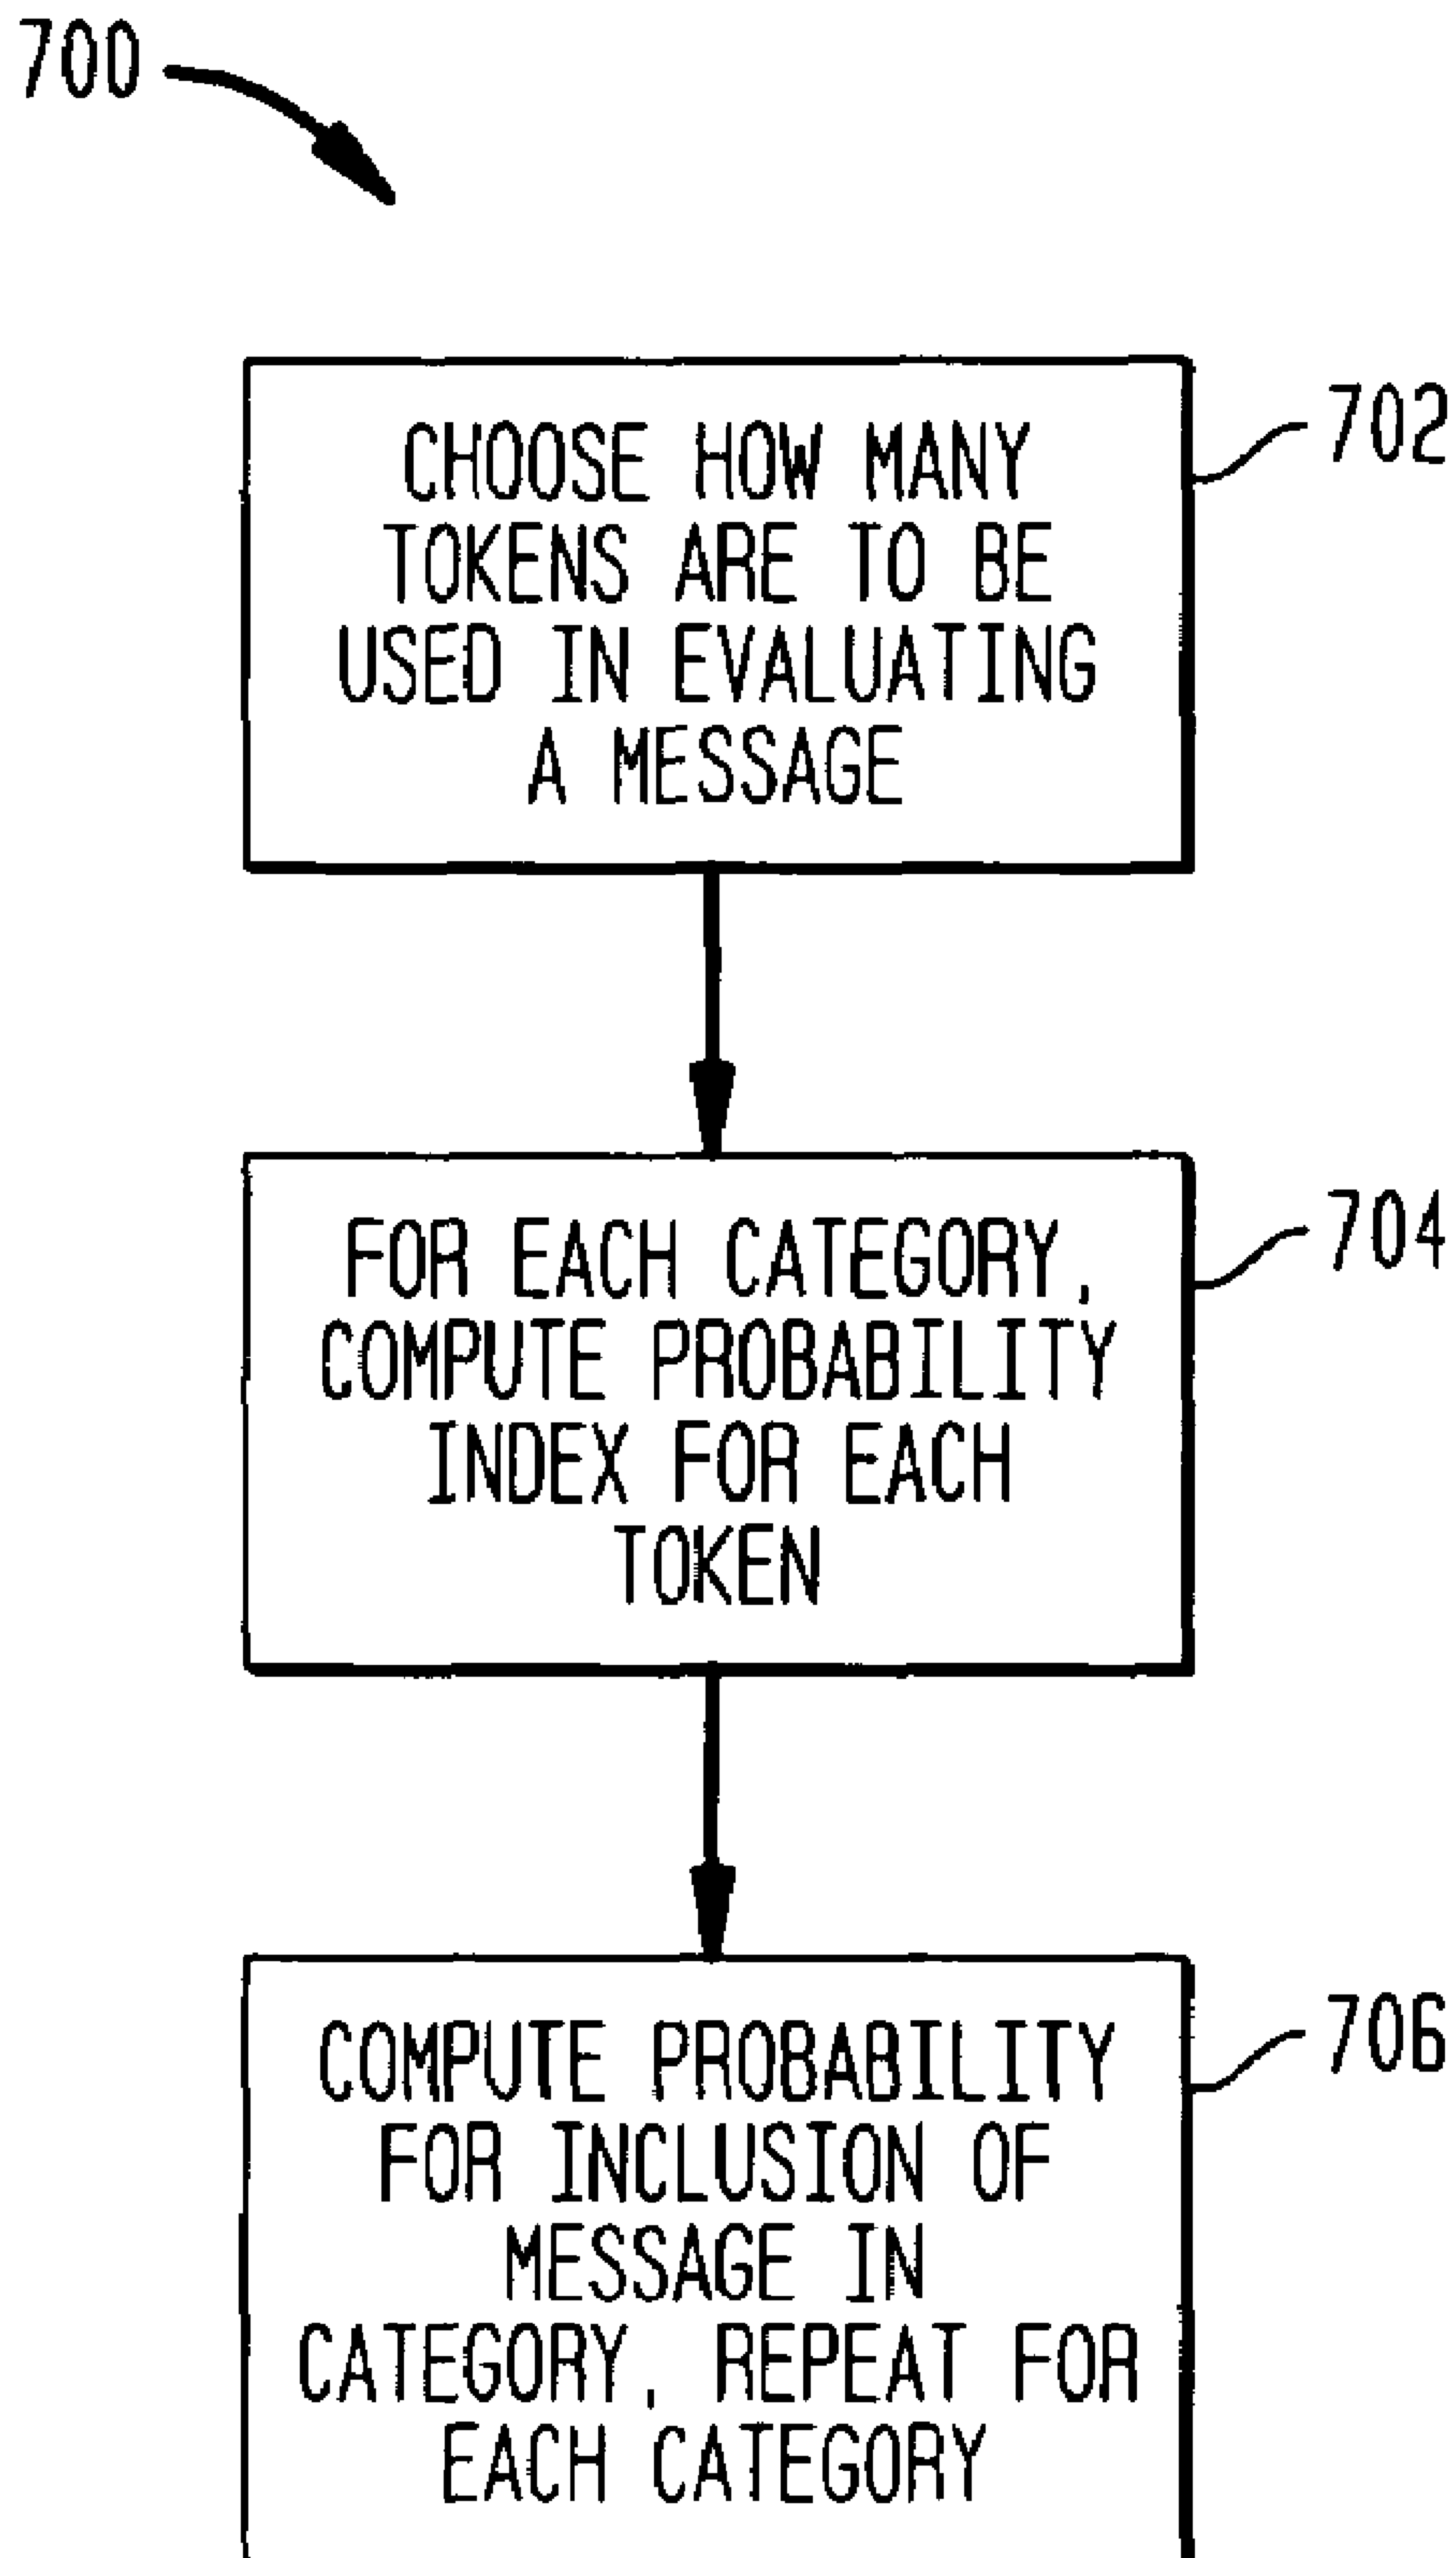 700
CHOOSE HOW MANY
TOKENS ARE TO BE
USED IN EVALUATING
A MESSAGE
702
FOR EACH CATEGORY,
COMPUTE PROBABILITY
INDEX FOR EACH
TOKEN
704
COMPUTE PROBABILITY
FOR INCLUSION OF
MESSAGE IN
CATEGORY, REPEAT FOR
EACH CATEGORY
706